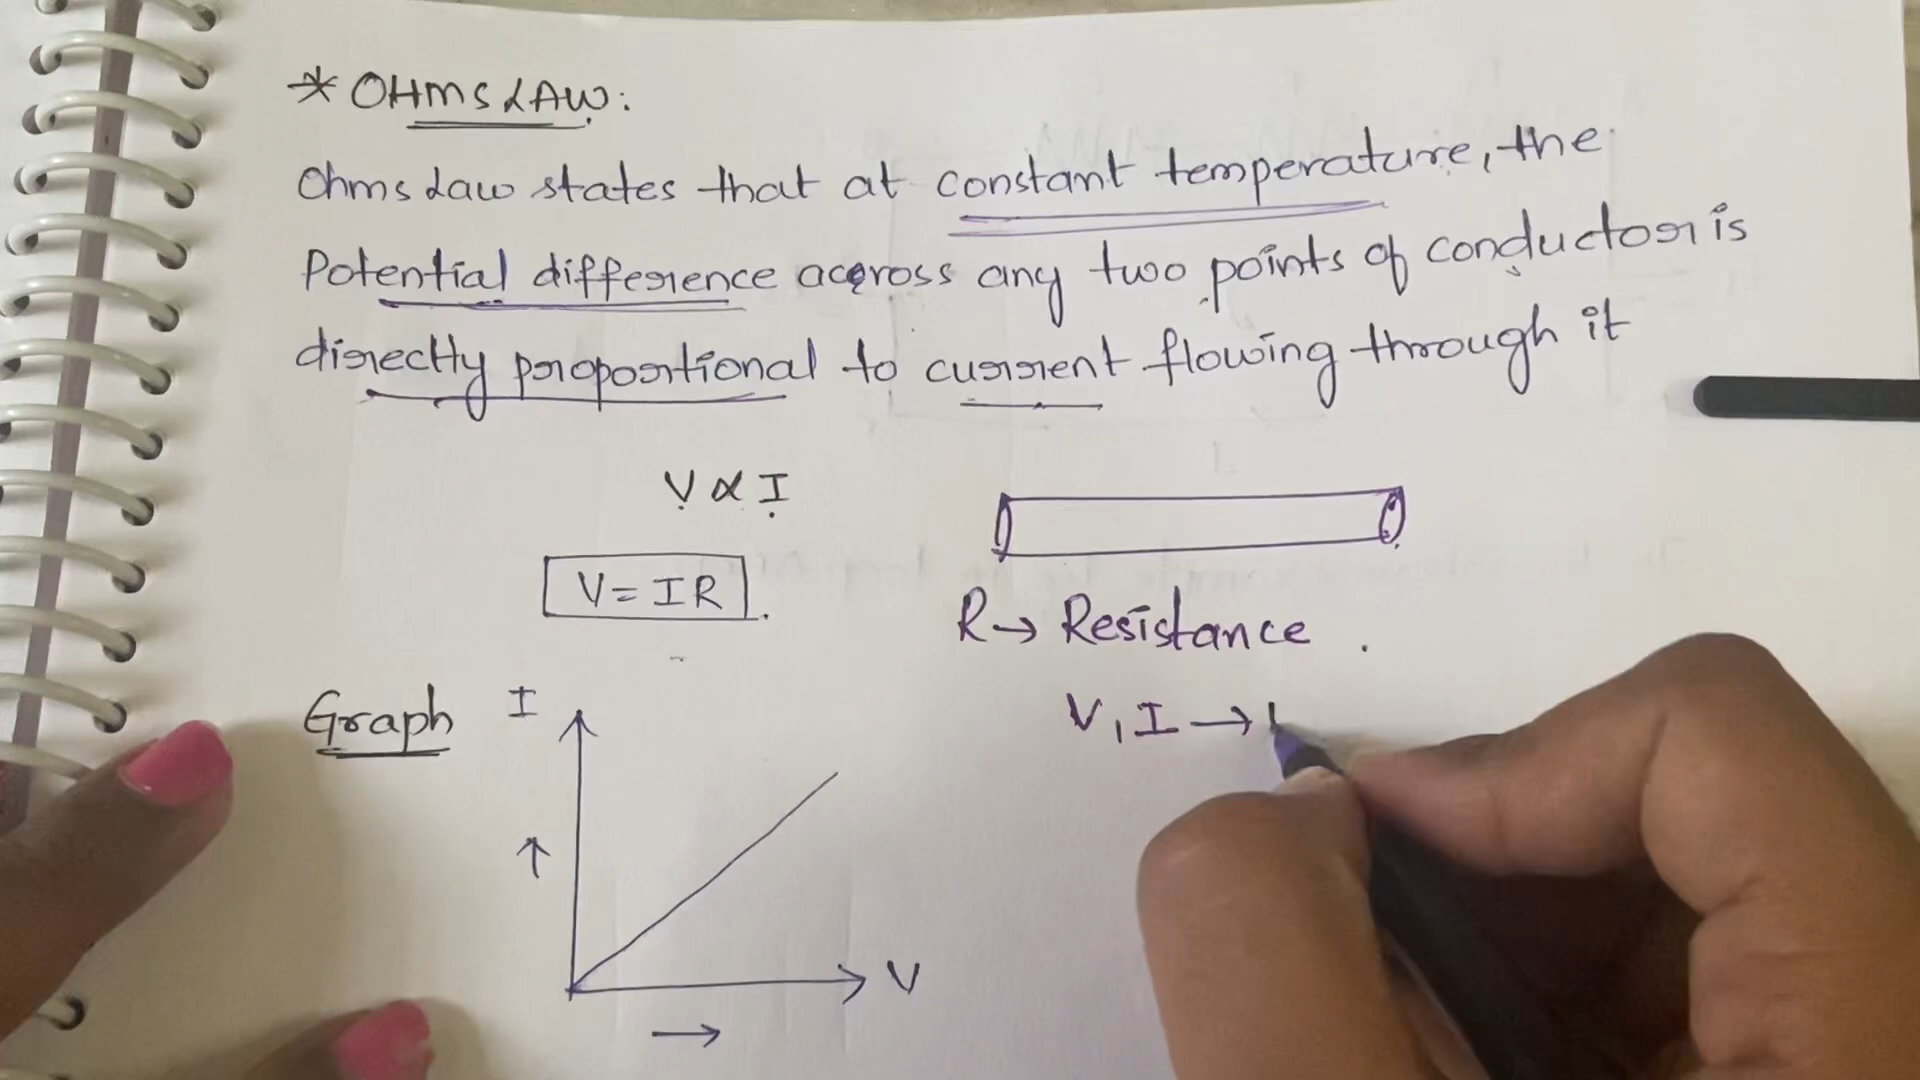 * OHMS LAW:
Ohms Law states that at constant temperature, the
Potential difference across any two points of conductor is
directly proportional to current flowing through it
V ∝ I
V = IR.
R → Resistance.
Graph
I
V, I →
↑
V
→